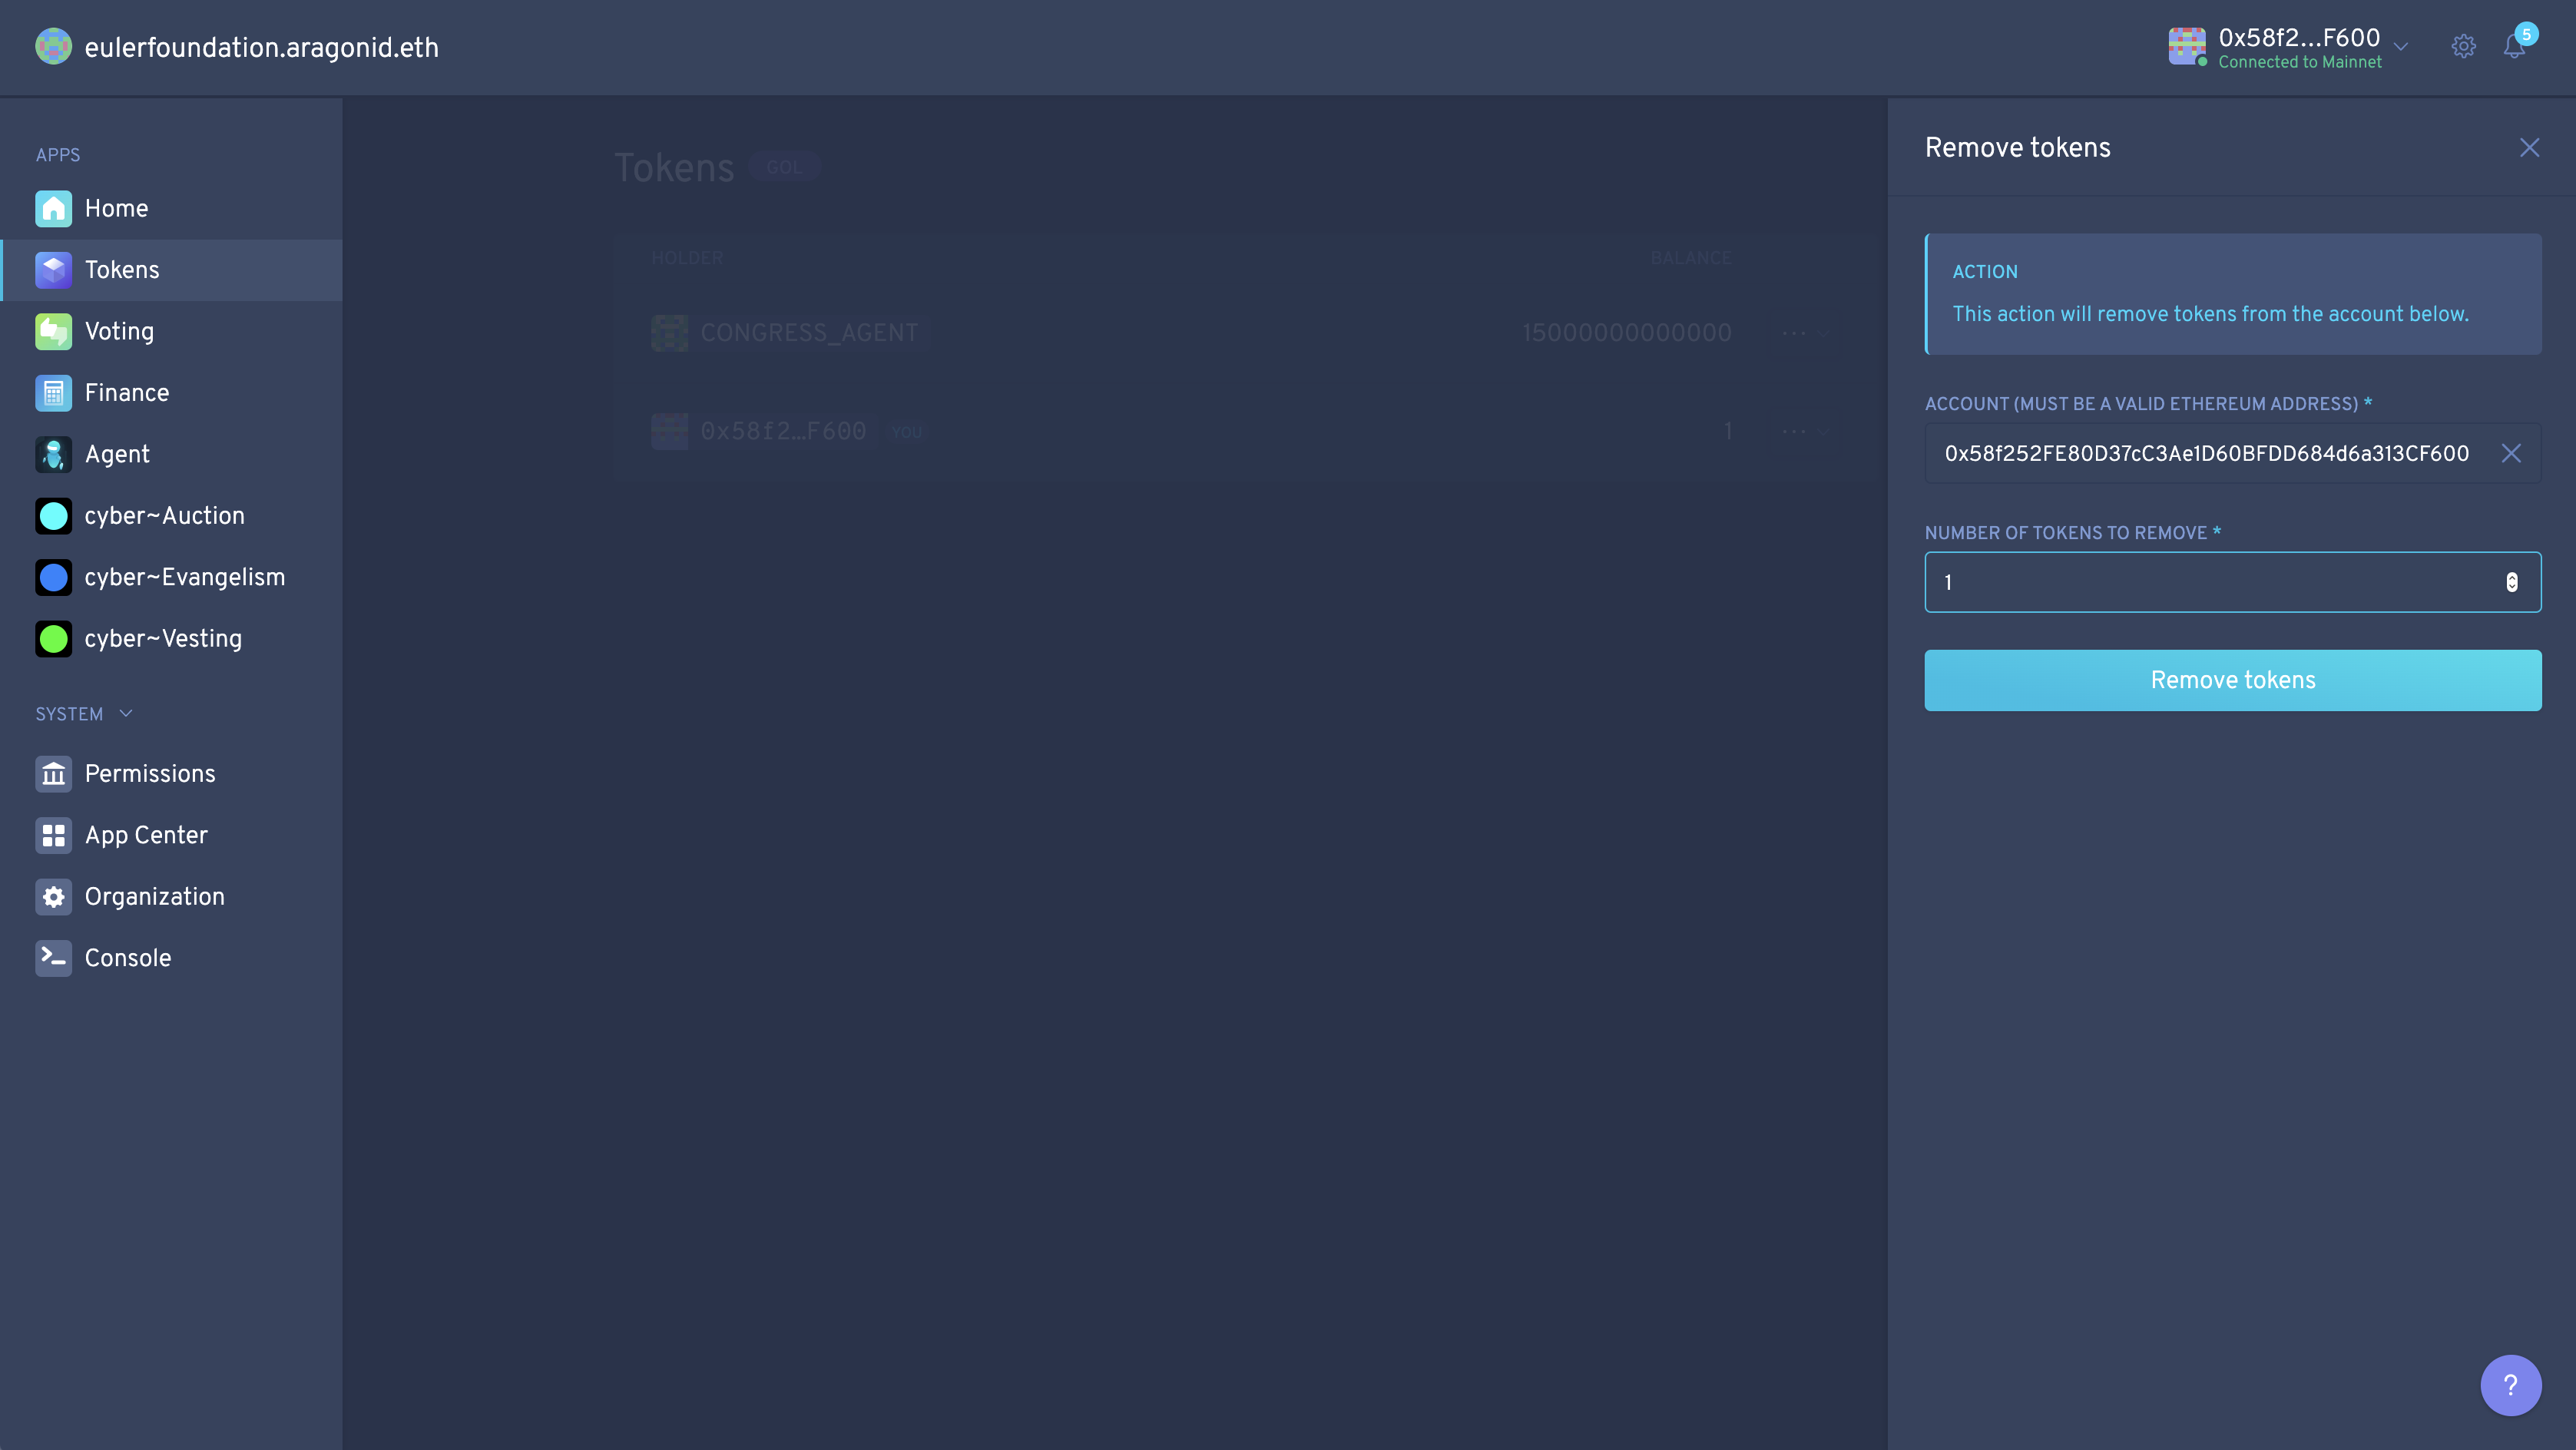 eulerfoundation.aragonid.eth
0x58f2...F600
Connected to Mainnet
5
APPS
Home
Tokens
Voting
Finance
Agent
cyber~Auction
cyber~Evangelism
cyber~Vesting
SYSTEM
Permissions
App Center
Organization
Console
Tokens GOL
HOLDER BALANCE
CONGRESS_AGENT 15000000000000
0x58f2…F600 YOU 1
Remove tokens
ACTION
This action will remove tokens from the account below.
ACCOUNT (MUST BE A VALID ETHEREUM ADDRESS) *
0x58f252FE80D37cC3Ae1D60BFDD684d6a313CF600
NUMBER OF TOKENS TO REMOVE *
1
Remove tokens
?